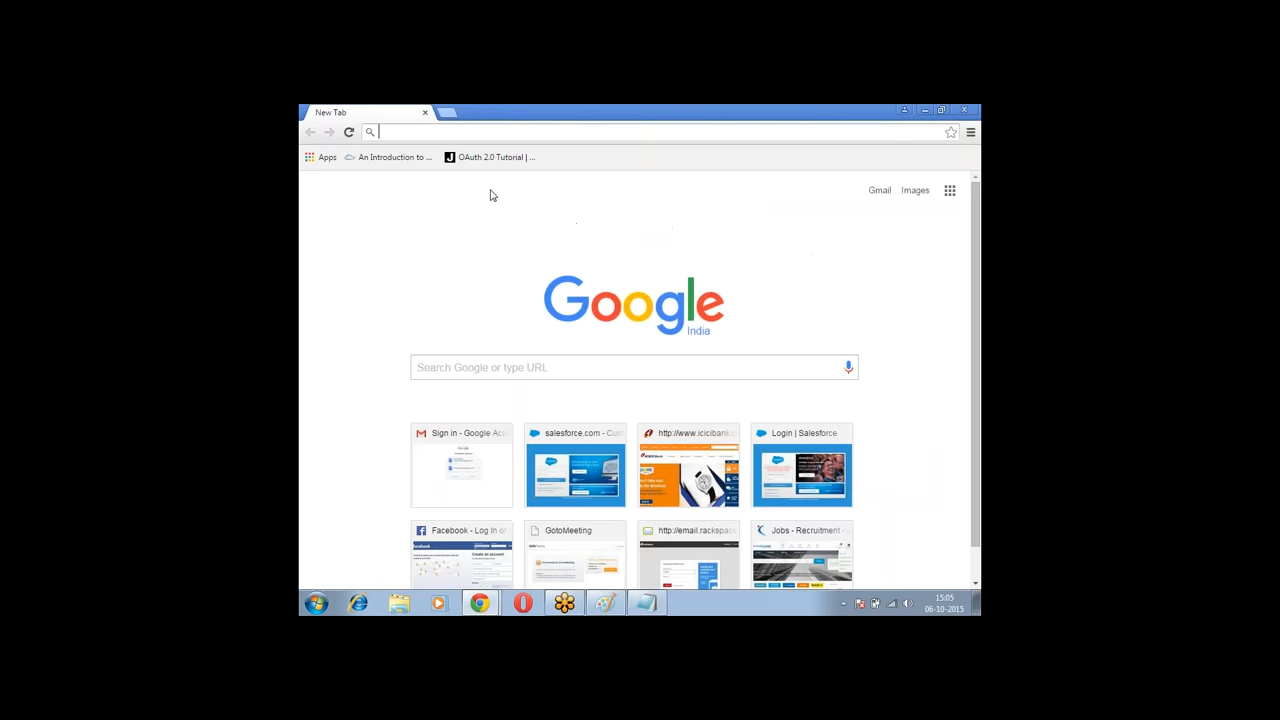 New Tab
Apps An Introduction to ... OAuth 2.0 Tutorial | ...
Gmail Images
Google
India
Search Google or type URL
Sign in - Google Acc salesforce.com - Cus http://www.icicibank. Login | Salesforce
Facebook - Log In or GotoMeeting http://email.rackspac Jobs - Recruitment -
15:05
06-10-2015